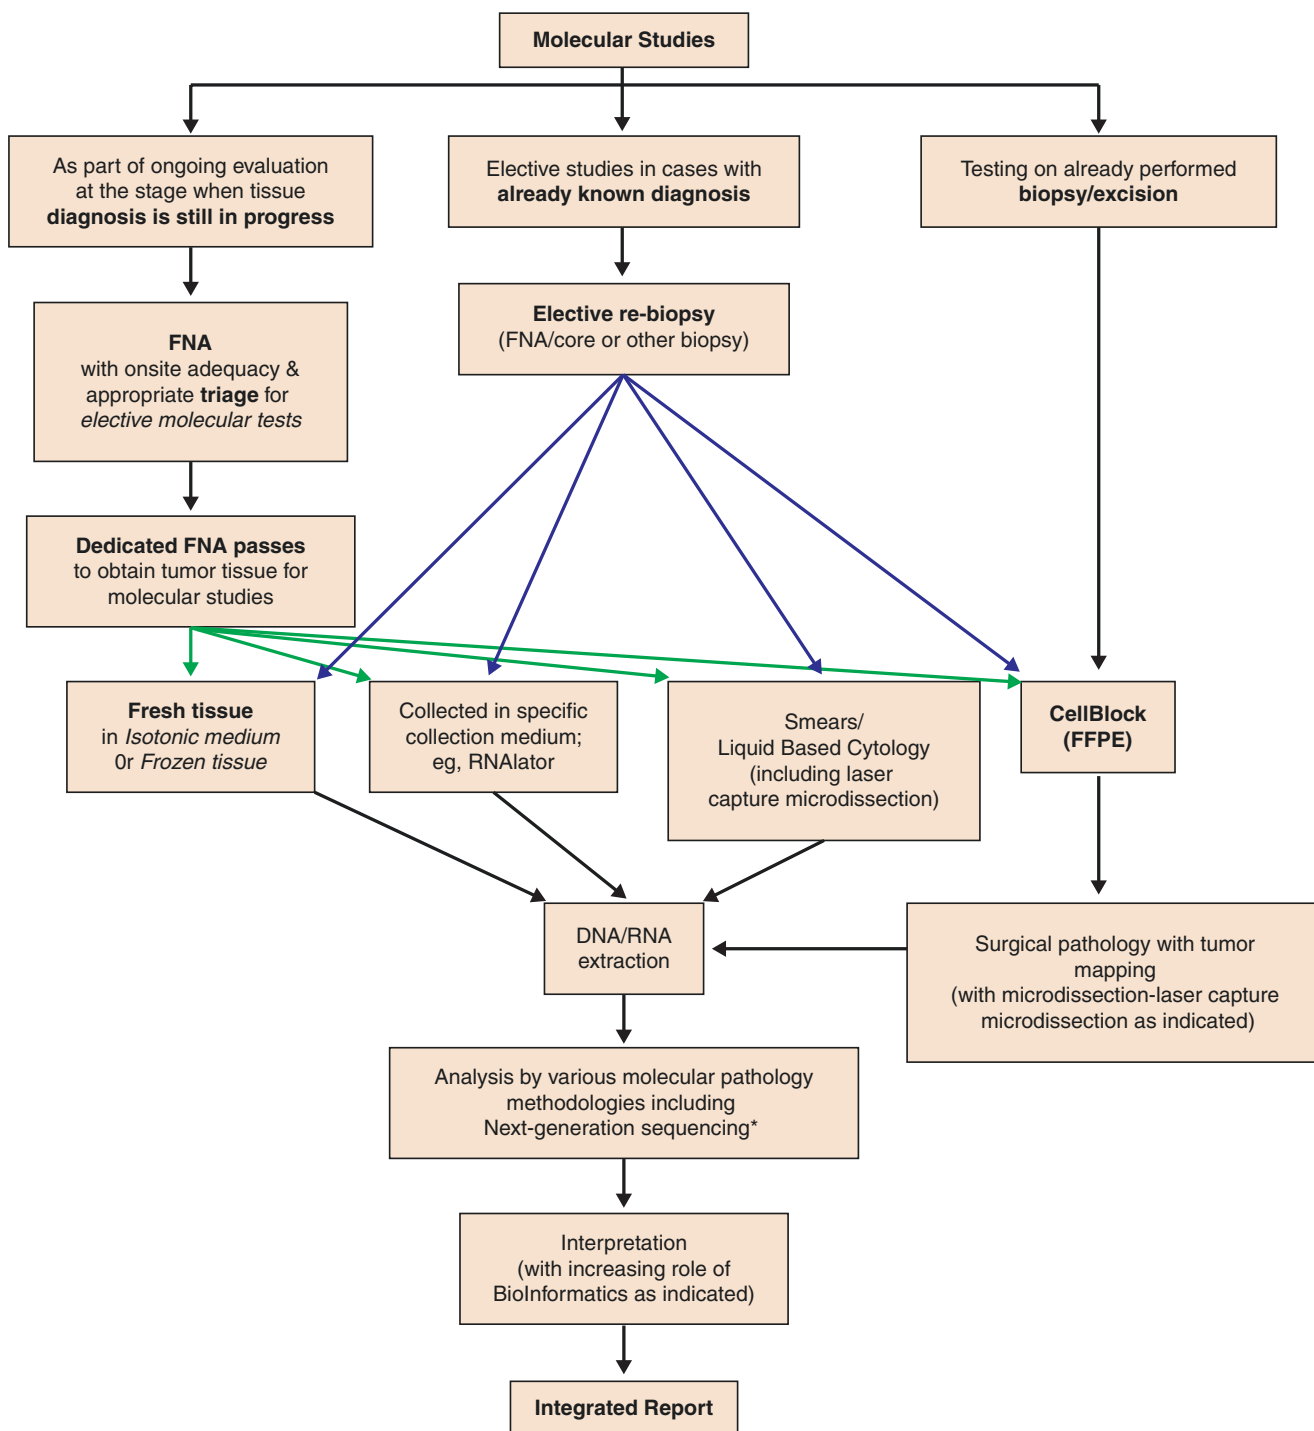 Molecular Studies
As part of ongoing evaluation
at the stage when tissue
diagnosis is still in progress
Elective studies in cases with
already known diagnosis
Testing on already performed
biopsy/excision
FNA
with onsite adequacy &
appropriate triage for
elective molecular tests
Elective re-biopsy
(FNA/core or other biopsy)
Dedicated FNA passes
to obtain tumor tissue for
molecular studies
Fresh tissue
in Isotonic medium
0r Frozen tissue
Collected in specific
collection medium;
eg, RNAlator
Smears/
Liquid Based Cytology
(including laser
capture microdissection)
CellBlock
(FFPE)
DNA/RNA
extraction
Surgical pathology with tumor
mapping
(with microdissection-laser capture
microdissection as indicated)
Analysis by various molecular pathology
methodologies including
Next-generation sequencing*
Interpretation
(with increasing role of
BioInformatics as indicated)
Integrated Report